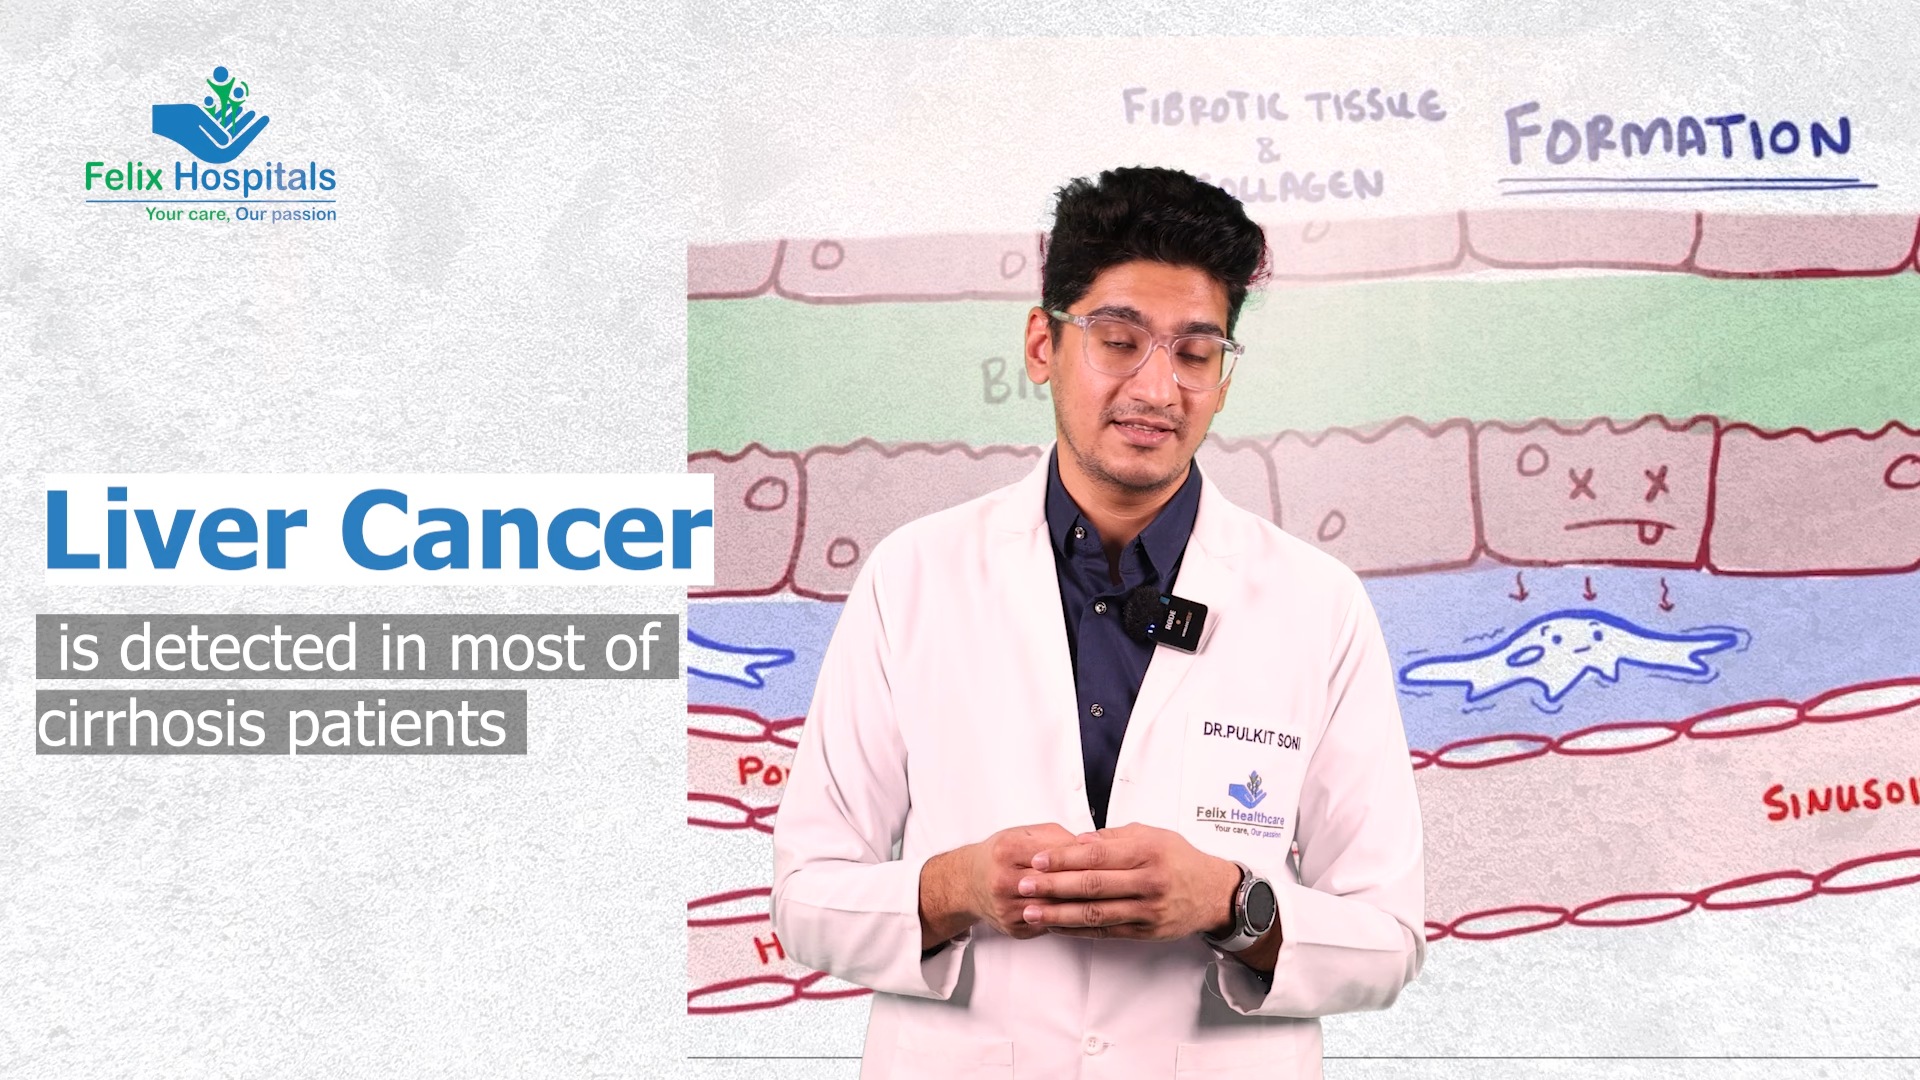 Felix Hospitals
Your care, Our passion
FIBROTIC TISSUE
&
FORMATION
Liver Cancer
is detected in most of
cirrhosis patients
RØDE
DR.PULKIT SONI
Felix Healthcare
Your care, Our passion